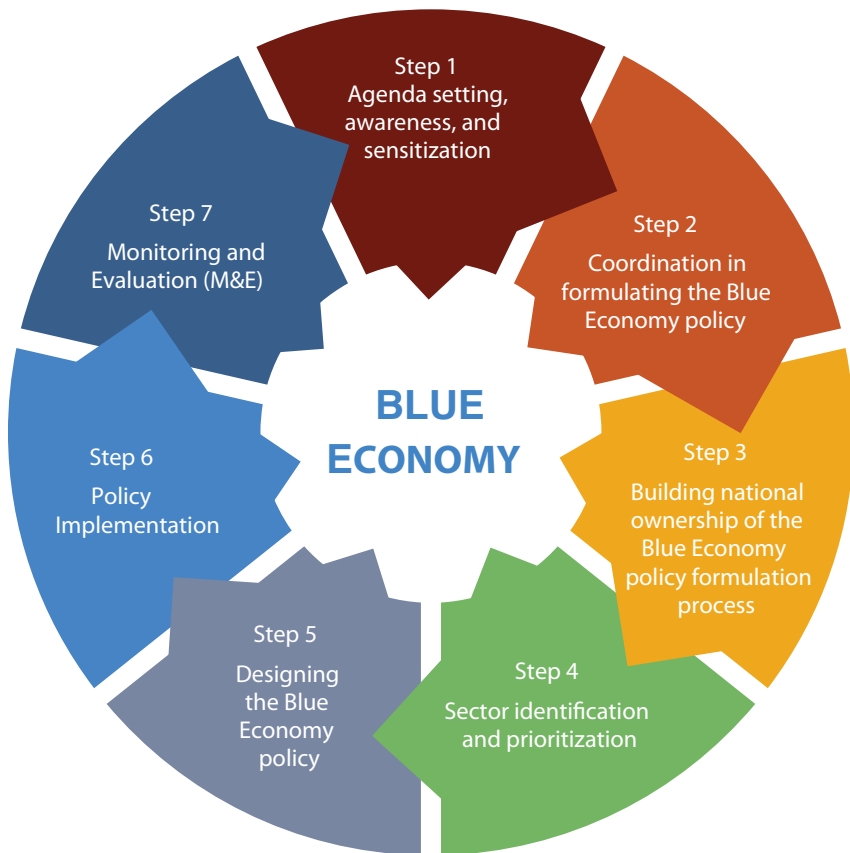 Step 1
Agenda setting,
awareness, and
sensitization
Step 2
Coordination in
formulating the Blue
Economy policy
Step 3
Building national
ownership of the
Blue Economy
policy formulation
process
Step 4
Sector identification
and prioritization
Step 5
Designing
the Blue
Economy
policy
Step 6
Policy
Implementation
Step 7
Monitoring and
Evaluation (M&E)
BLUE
ECONOMY